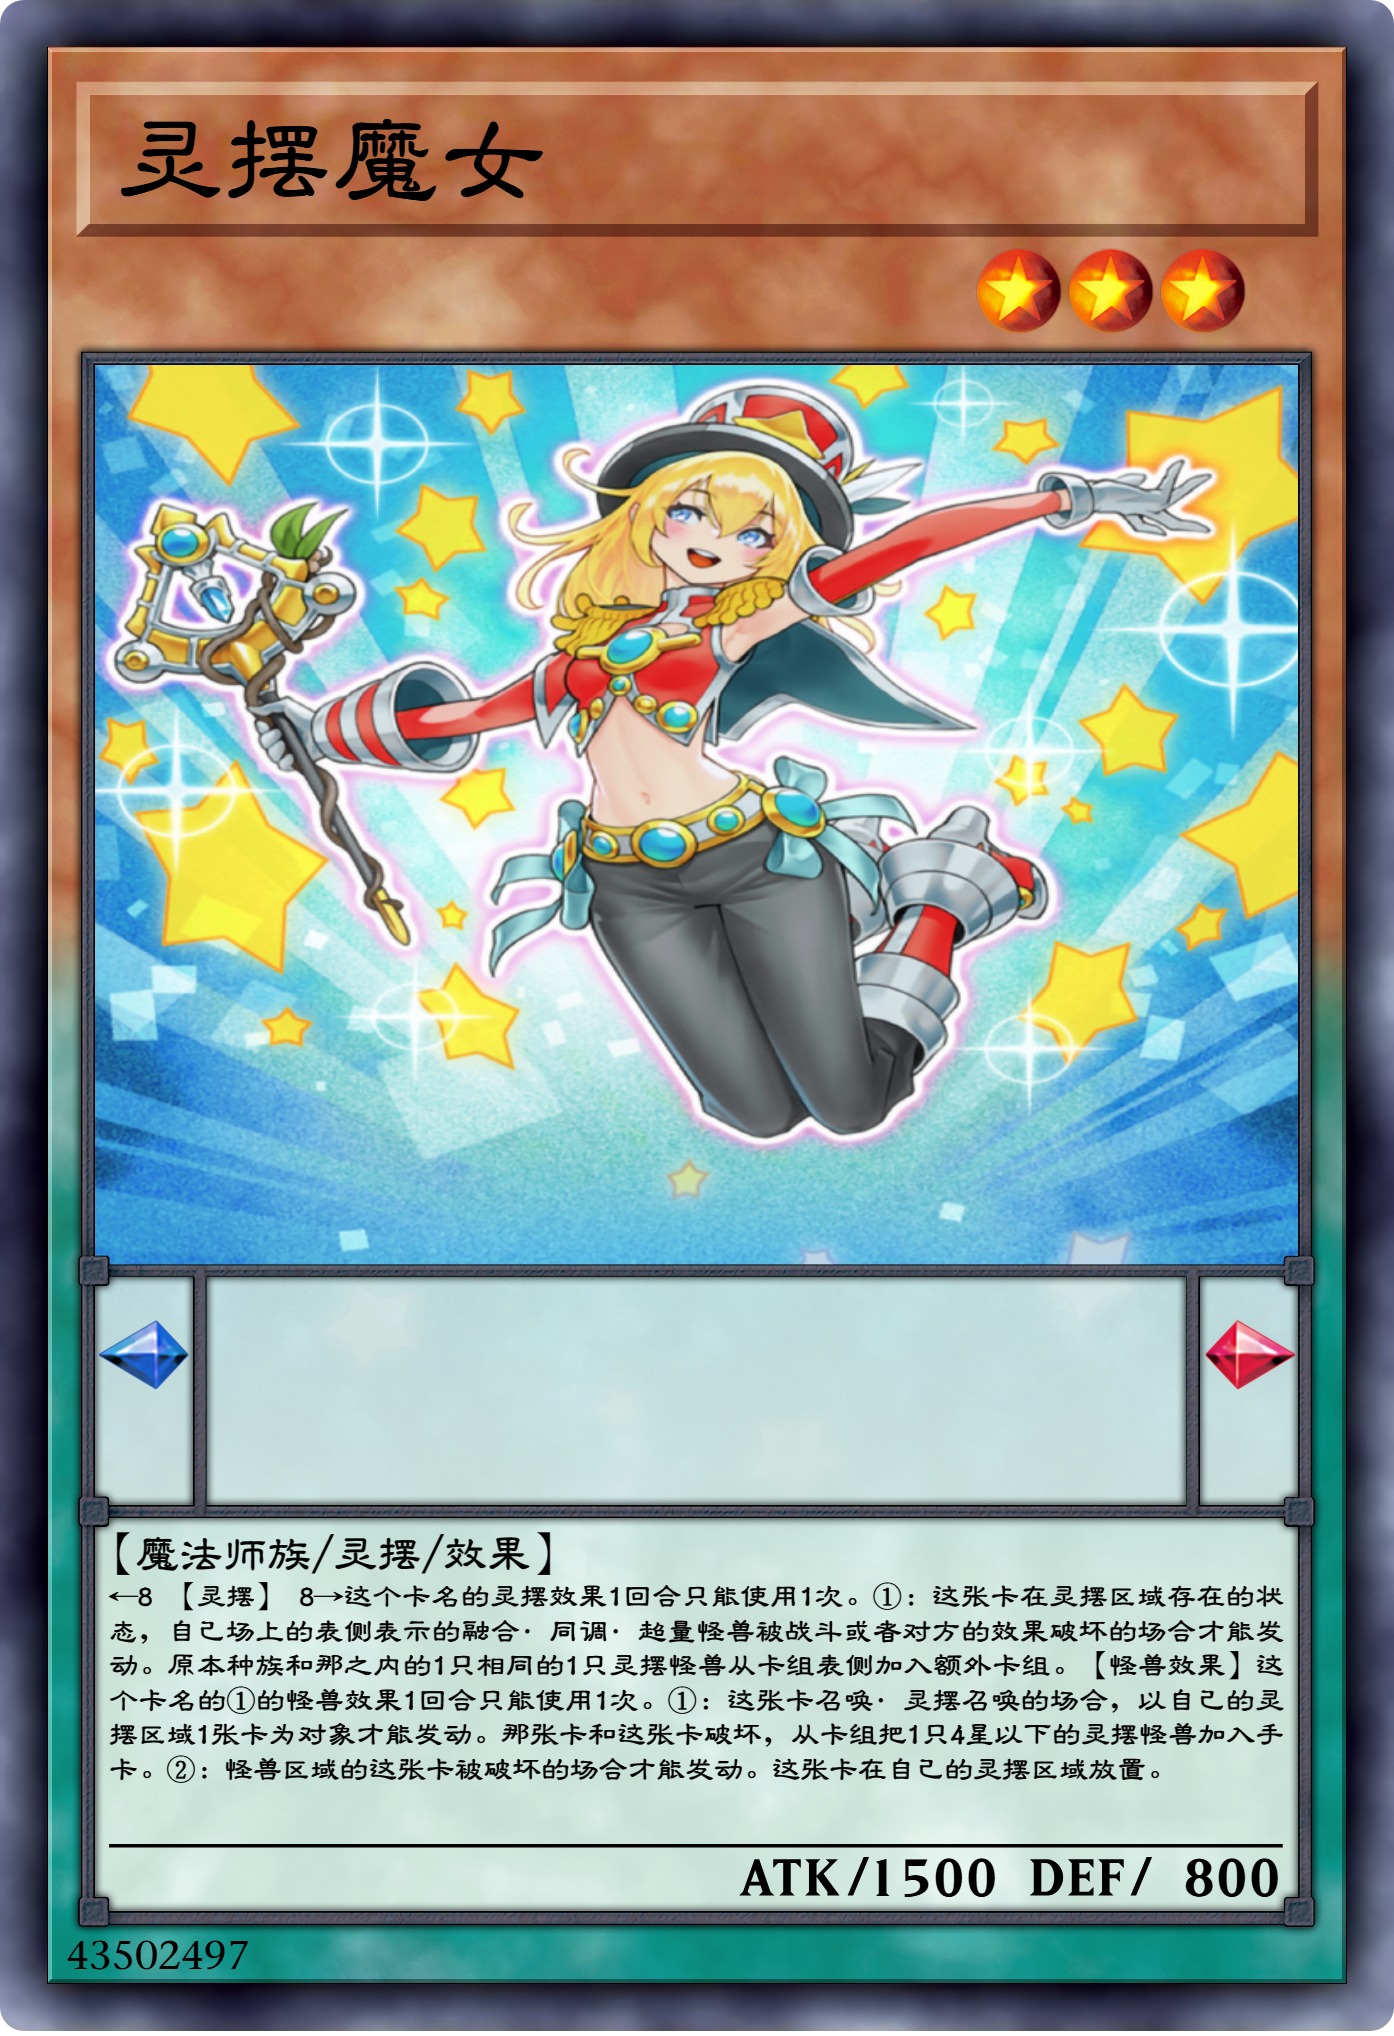 灵摆魔女
【魔法师族/灵摆/效果】
←8 【灵摆】 8→这个卡名的灵摆效果1回合只能使用1次。①：这张卡在灵摆区域存在的状
态，自己场上的表侧表示的融合·同调·超量怪兽被战斗或者对方的效果破坏的场合才能发
动。原本种族和那之内的1只相同的1只灵摆怪兽从卡组表侧加入额外卡组。【怪兽效果】这
个卡名的①的怪兽效果1回合只能使用1次。①：这张卡召唤·灵摆召唤的场合，以自己的灵
摆区域1张卡为对象才能发动。那张卡和这张卡破坏，从卡组把1只4星以下的灵摆怪兽加入手
卡。②：怪兽区域的这张卡被破坏的场合才能发动。这张卡在自己的灵摆区域放置。
ATK/1500 DEF/ 800
43502497